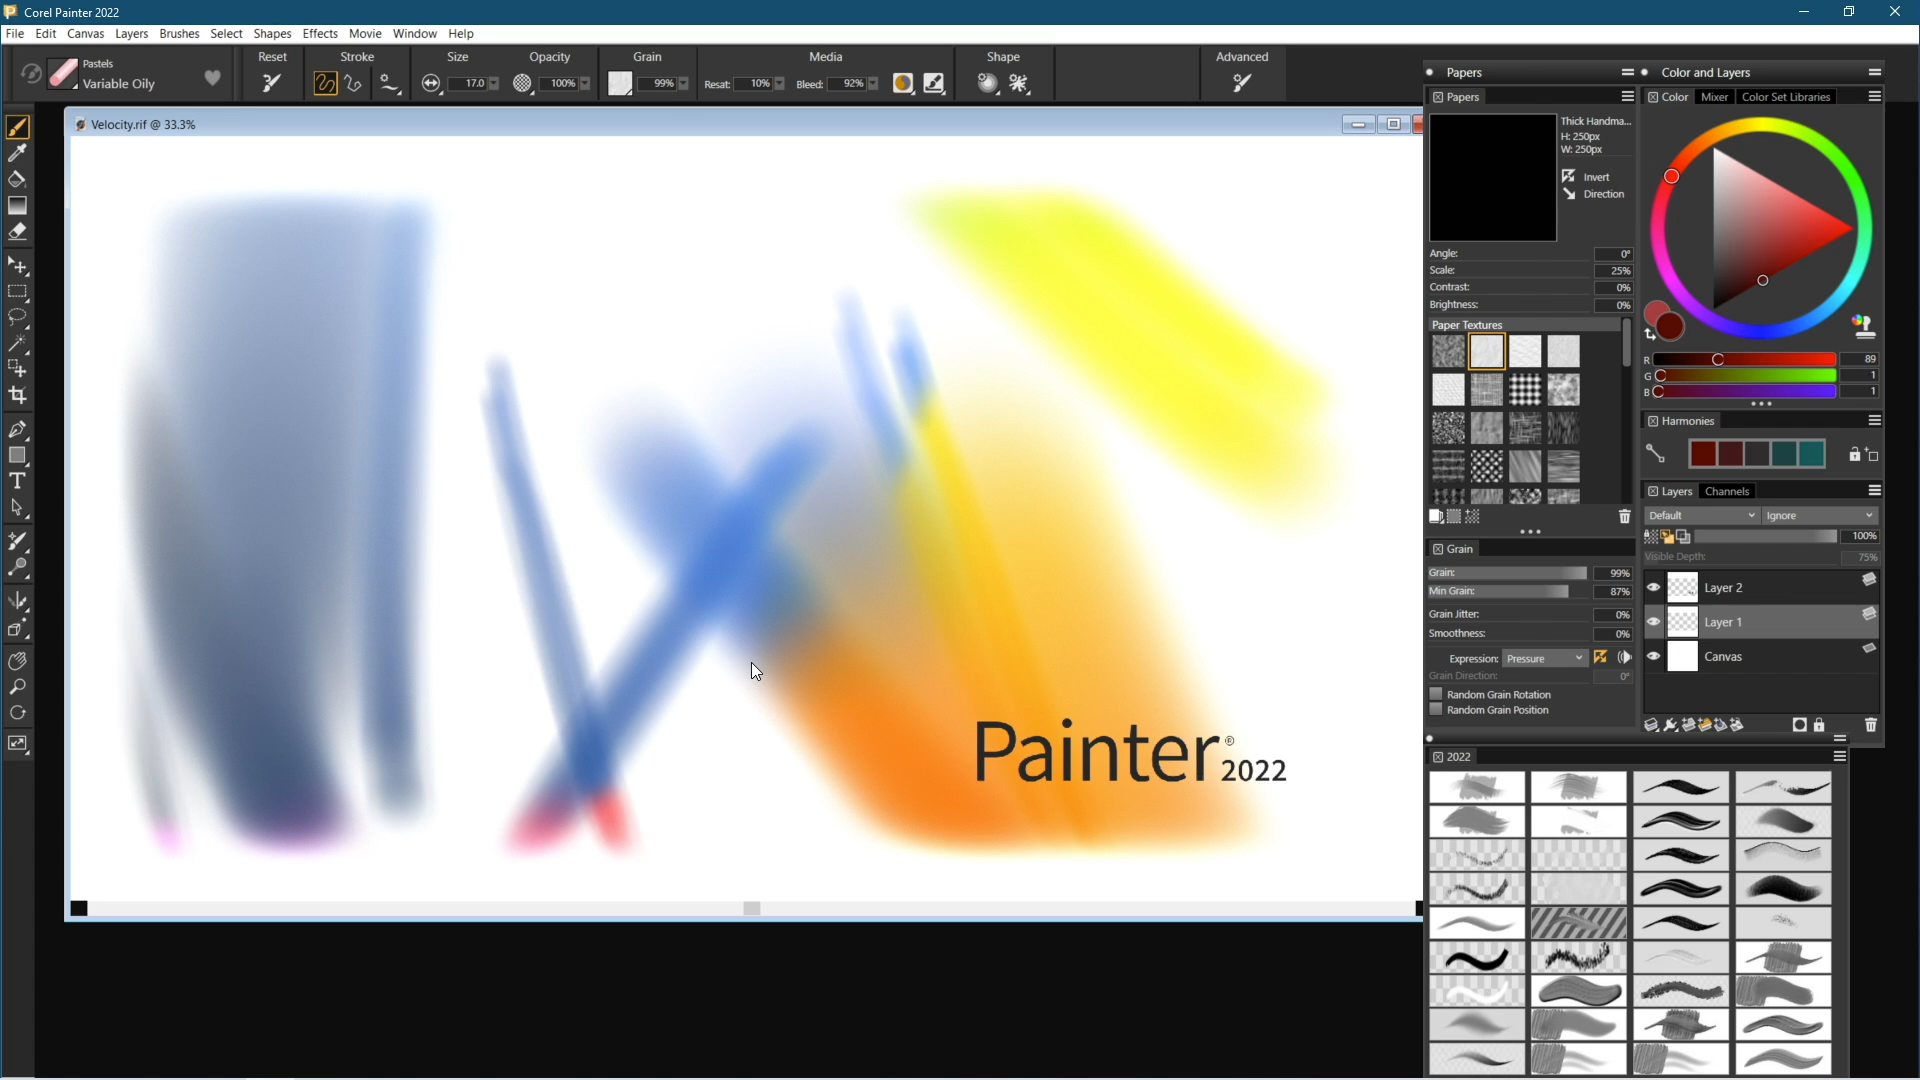 Corel Painter 2022
File Edit Canvas Layers Brushes Select Shapes Effects Movie Window Help
Pastels
Variable Oily
Reset
Stroke
Size
17.0
Opacity
100%
Grain
99%
Media
Resat: 10%
Bleed: 92%
Shape
Advanced
Velocity.rif @ 33.3%
Painter® 2022
Papers
Papers
Thick Handma...
H: 250px
W: 250px
Invert
Direction
Angle: 0°
Scale: 25%
Contrast: 0%
Brightness: 0%
Paper Textures
Grain
Grain: 99%
Min Grain: 87%
Grain Jitter: 0%
Smoothness: 0%
Expression: Pressure
Grain Direction: 0°
Random Grain Rotation
Random Grain Position
Color and Layers
Color Mixer Color Set Libraries
R 89
G 1
B 1
Harmonies
Layers Channels
Default Ignore
100%
Visible Depth: 75%
Layer 2
Layer 1
Canvas
2022